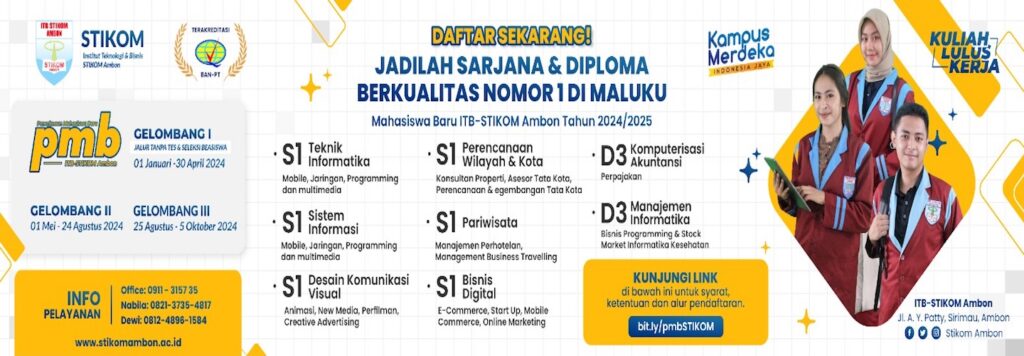 ITB STIKOM
AMBON
STIKOM
STIKOM
Institut Teknologi & Bisnis
STIKOM Ambon
TERAKREDITASI
BAN-PT
DAFTAR SEKARANG!
JADILAH SARJANA & DIPLOMA
BERKUALITAS NOMOR 1 DI MALUKU
Mahasiswa Baru ITB-STIKOM Ambon Tahun 2024/2025
Kampus
Merdeka
INDONESIA JAYA
KULIAH,
LULUS
KERJA
Penerimaan Mahasiswa Baru
pmb
ITB-STIKOM Ambon
GELOMBANG I
JALUR TANPA TES & SELEKSI BEASISWA
01 Januari - 30 April 2024
GELOMBANG II
01 Mei - 24 Agustus 2024
GELOMBANG III
25 Agustus - 5 Oktober 2024
INFO
PELAYANAN
Office: 0911 - 3157 35
Nabila: 0821-3735-4817
Dewi: 0812-4896-1584
www.stikomambon.ac.id
· S1 Teknik
Informatika
Mobile, Jaringan, Programming
dan multimedia
· S1 Sistem
Informasi
Mobile, Jaringan, Programming
dan multimedia
· S1 Desain Komunikasi
Visual
Animasi, New Media, Perfilman,
Creative Advertising
· S1 Perencanaan
Wilayah & Kota
Konsultan Properti, Asesor Tata Kota,
Perencanaan & egembangan Tata Kota
· S1 Pariwisata
Manajemen Perhotelan,
Management Business Travelling
· S1 Bisnis
Digital
E-Commerce, Start Up, Mobile
Commerce, Online Marketing
· D3 Komputerisasi
Akuntansi
Perpajakan
· D3 Manajemen
Informatika
Bisnis Programming & Stock
Market Informatika Kesehatan
KUNJUNGI LINK
di bawah ini untuk syarat,
ketentuan dan alur pendaftaran.
bit.ly/pmbSTIKOM
ITB-STIKOM Ambon
Jl. A. Y. Patty, Sirimau, Ambon
Stikom Ambon